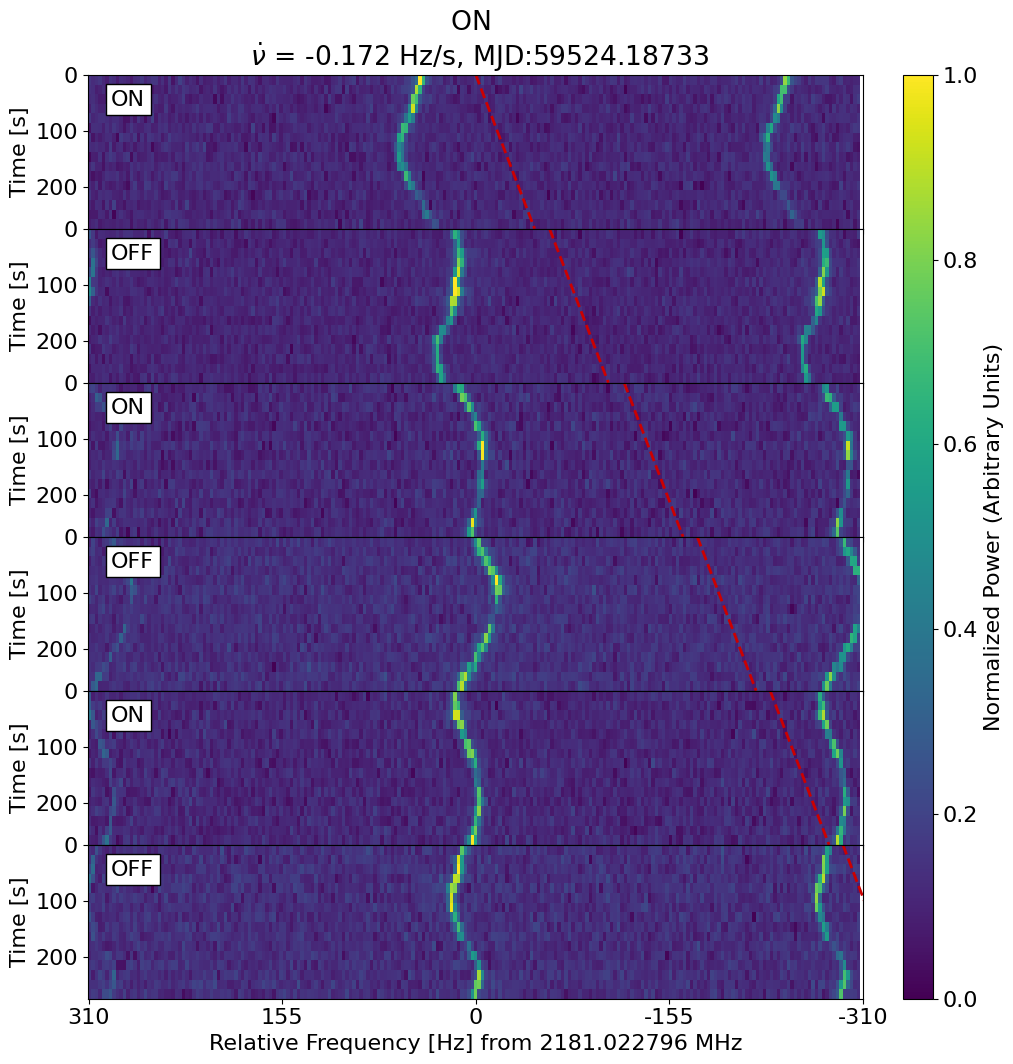 ON
ν̇ = -0.172 Hz/s, MJD:59524.18733
0
ON
100
Time [s]
200
0
OFF
100
Time [s]
200
0
ON
100
Time [s]
200
0
OFF
100
Time [s]
200
0
ON
100
Time [s]
200
0
OFF
100
Time [s]
200
310 155 0 -155 -310
Relative Frequency [Hz] from 2181.022796 MHz
1.0
0.8
0.6
0.4
0.2
0.0
Normalized Power (Arbitrary Units)